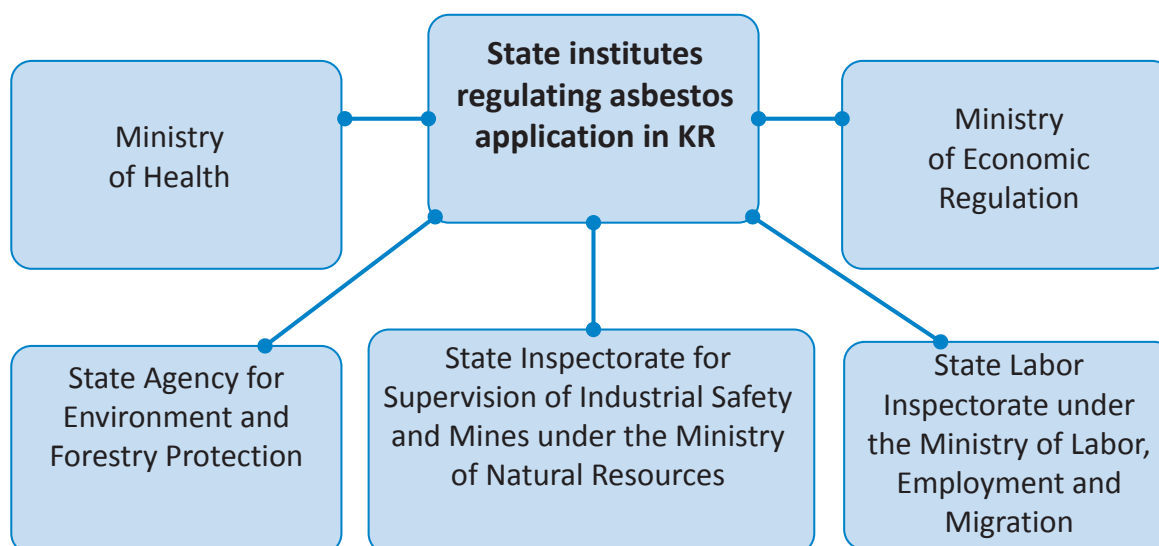 State institutes
regulating asbestos
application in KR
Ministry
of Health
Ministry
of Economic
Regulation
State Agency for
Environment and
Forestry Protection
State Inspectorate for
Supervision of Industrial Safety
and Mines under the Ministry
of Natural Resources
State Labor
Inspectorate under
the Ministry of Labor,
Employment and
Migration